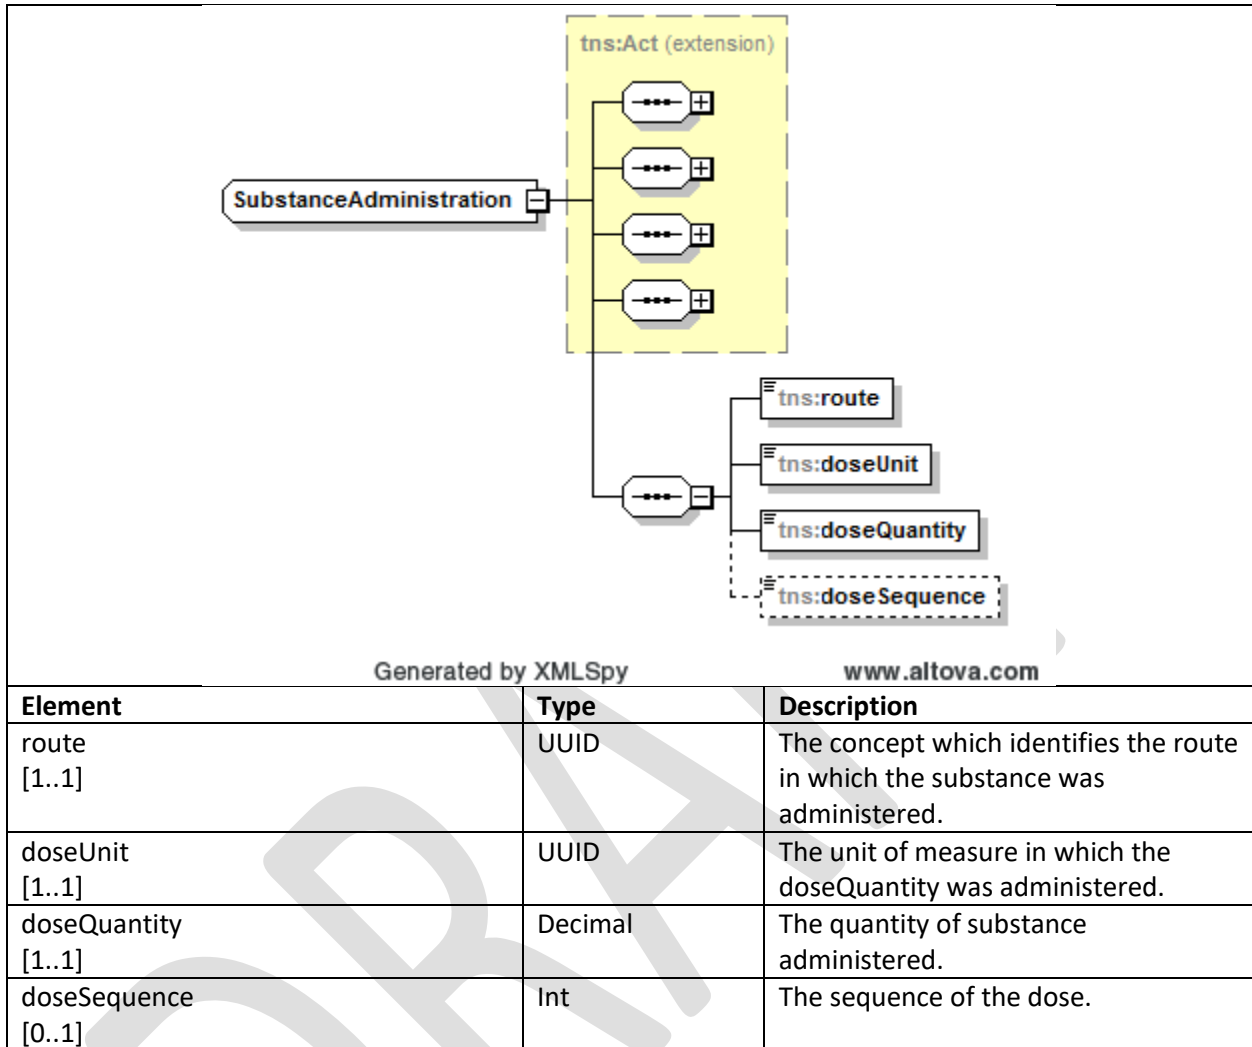 tns:Act (extension)
SubstanceAdministration
tns:route
tns:doseUnit
tns:doseQuantity
tns:doseSequence
Generated by XMLSpy www.altova.com
Element Type Description
route UUID The concept which identifies the route
[1..1] in which the substance was
administered.
doseUnit UUID The unit of measure in which the
[1..1] doseQuantity was administered.
doseQuantity Decimal The quantity of substance
[1..1] administered.
doseSequence Int The sequence of the dose.
[0..1]